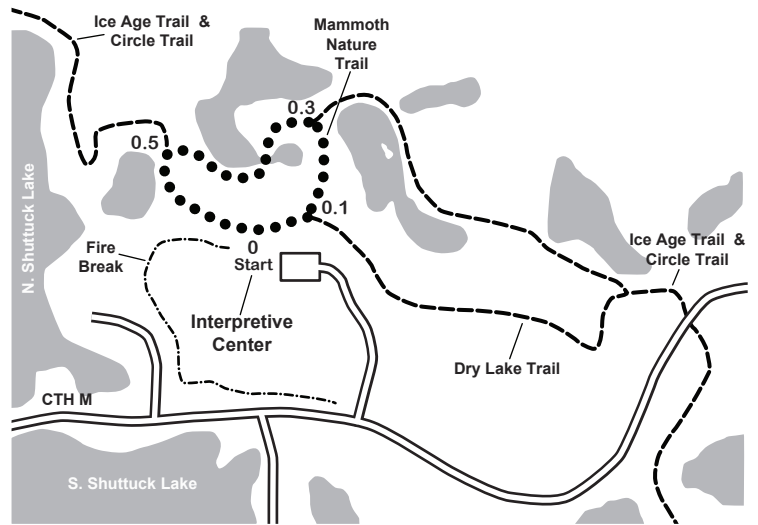 Ice Age Trail &
Circle Trail
Mammoth
Nature
Trail
0.3
0.5
0.1
N. Shuttuck Lake
Fire
Break
0
Start
Ice Age Trail &
Circle Trail
Interpretive
Center
Dry Lake Trail
CTH M
S. Shuttuck Lake